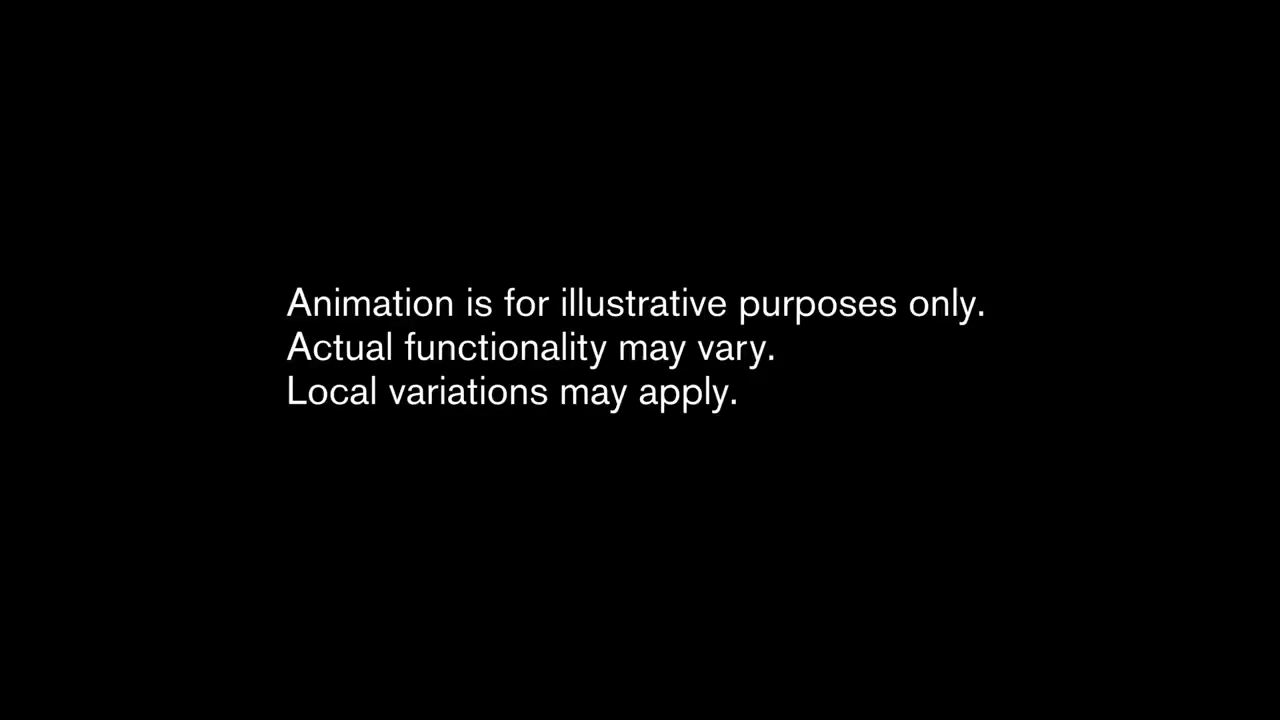 Animation is for illustrative purposes only.
Actual functionality may vary.
Local variations may apply.